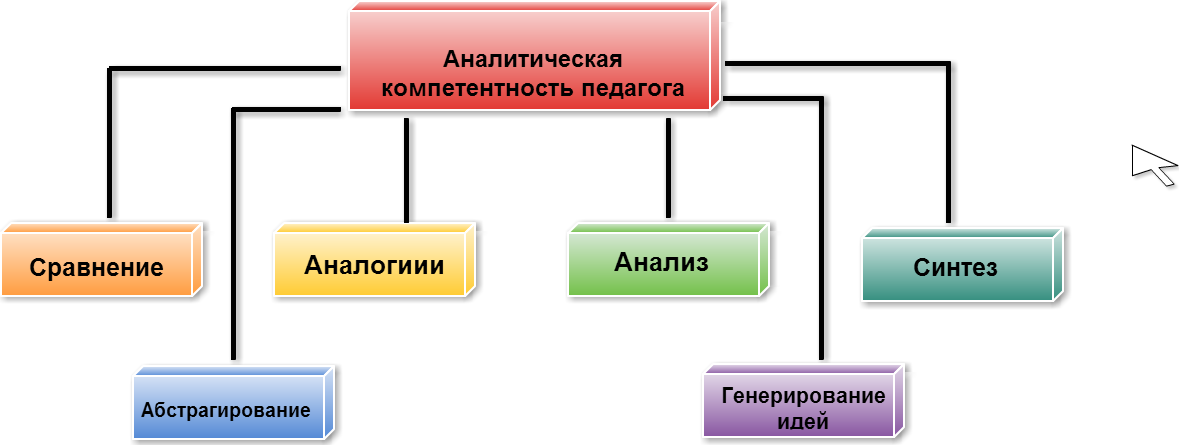 Аналитическая
компетентность педагога
Сравнение
Аналогиии
Анализ
Синтез
Абстрагирование
Генерирование
идей